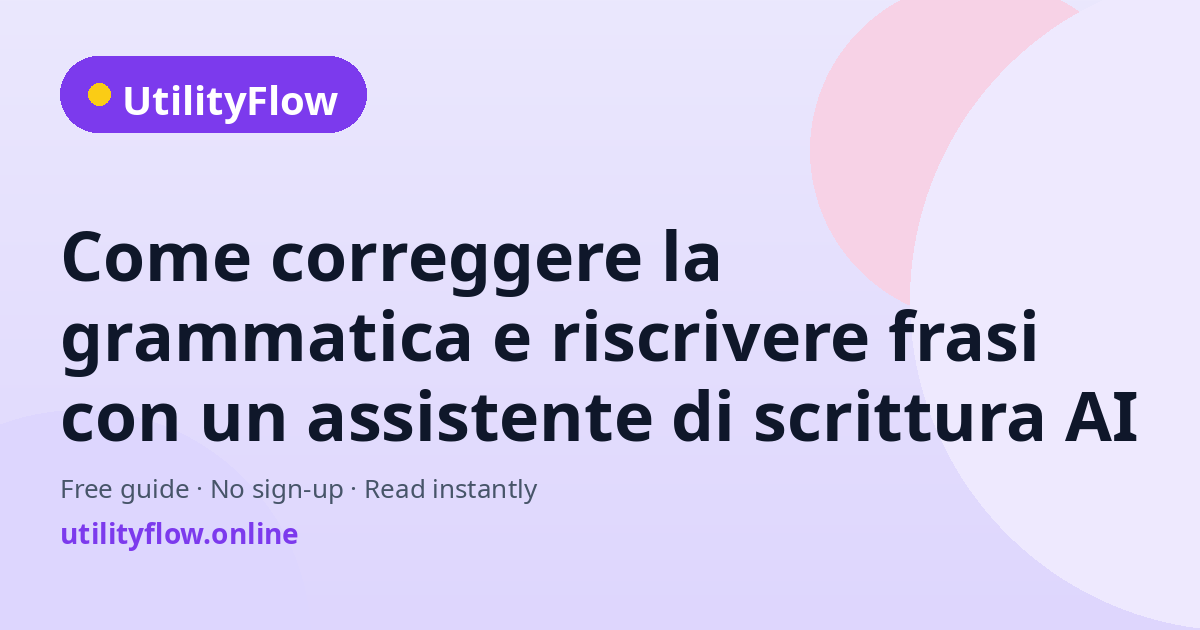 UtilityFlow
Come correggere la
grammatica e riscrivere frasi
con un assistente di scrittura AI
Free guide · No sign-up · Read instantly
utilityflow.online